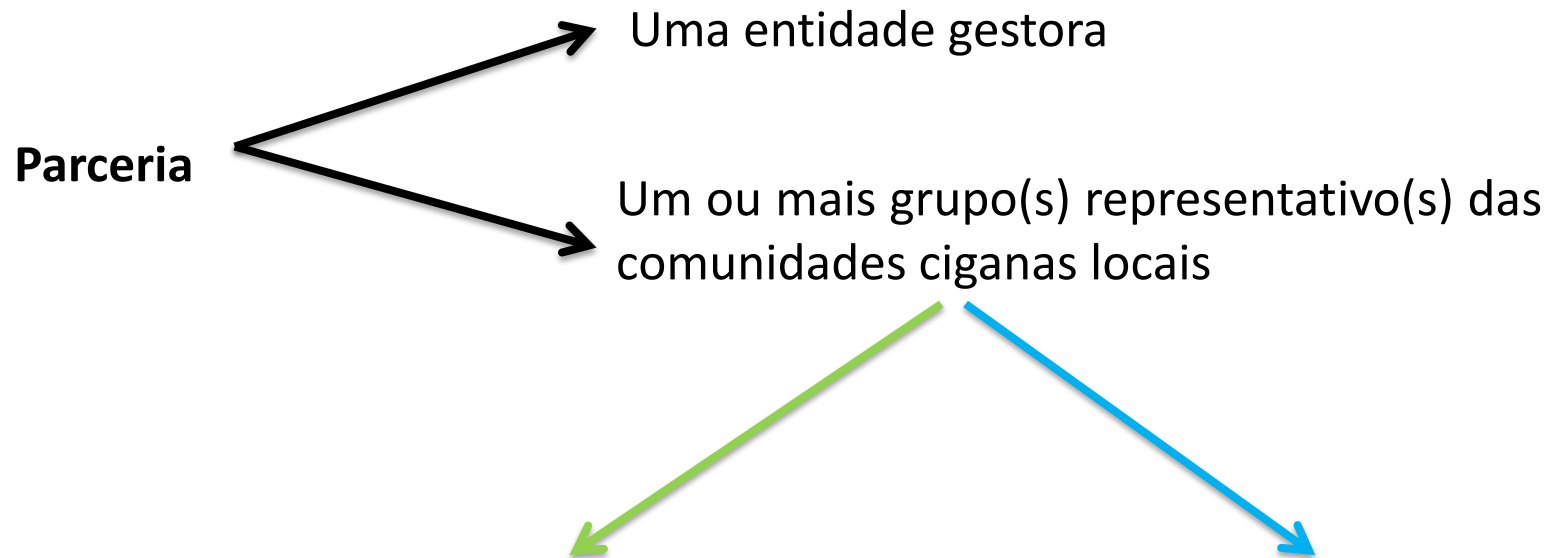 Uma entidade gestora
Parceria
Um ou mais grupo(s) representativo(s) das
comunidades ciganas locais